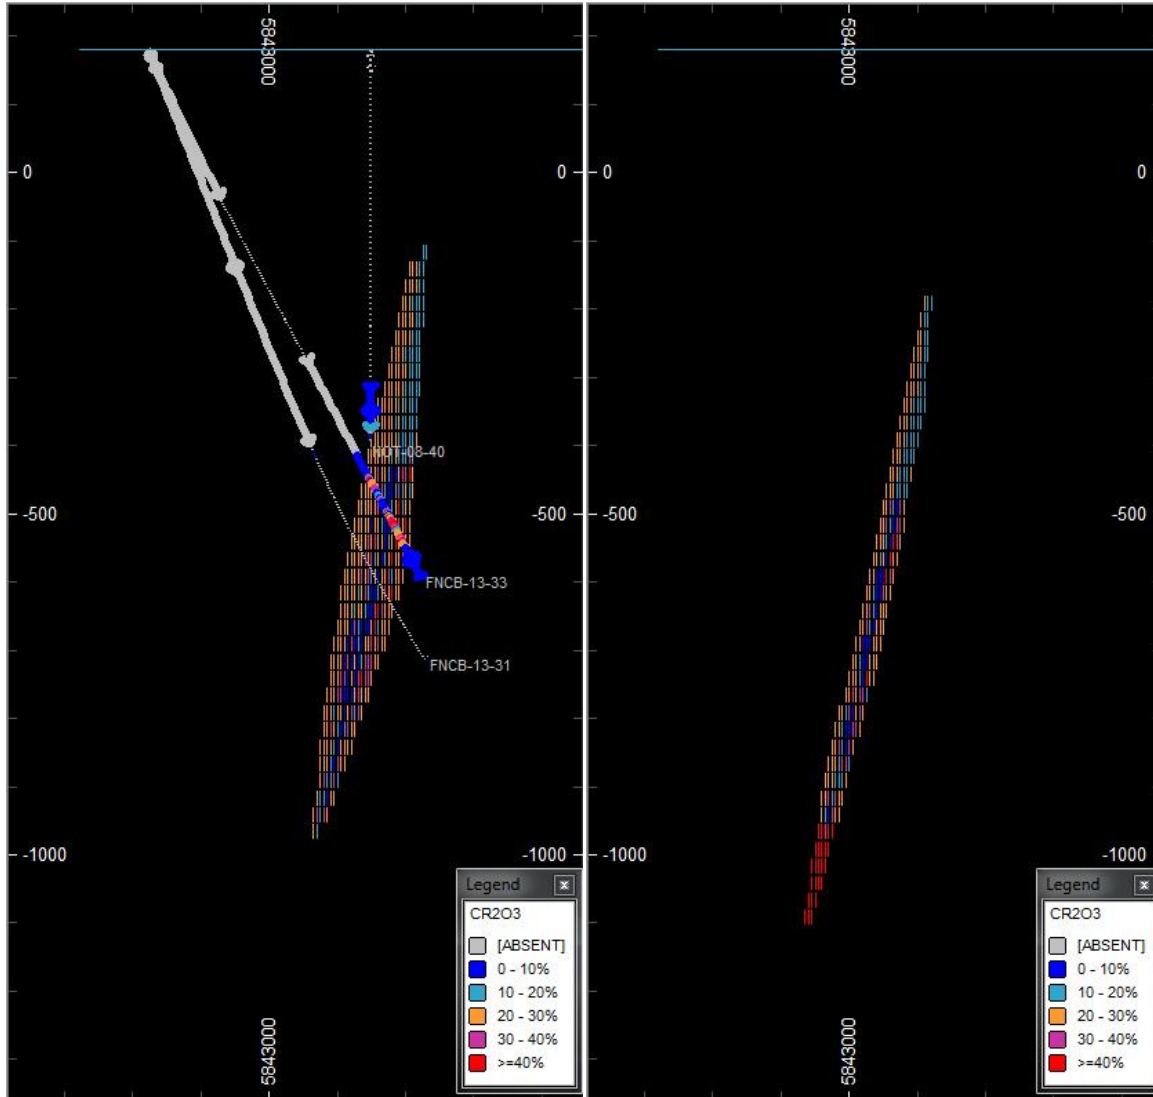 5843000
5843000
0
0
0
0
NOT-08-40
-500
-500
-500
-500
FNCB-13-33
FNCB-13-31
-1000
-1000
-1000
-1000
Legend
CR2O3
[ABSENT]
0 - 10%
10 - 20%
20 - 30%
30 - 40%
>=40%
Legend
CR2O3
[ABSENT]
0 - 10%
10 - 20%
20 - 30%
30 - 40%
>=40%
5843000
5843000